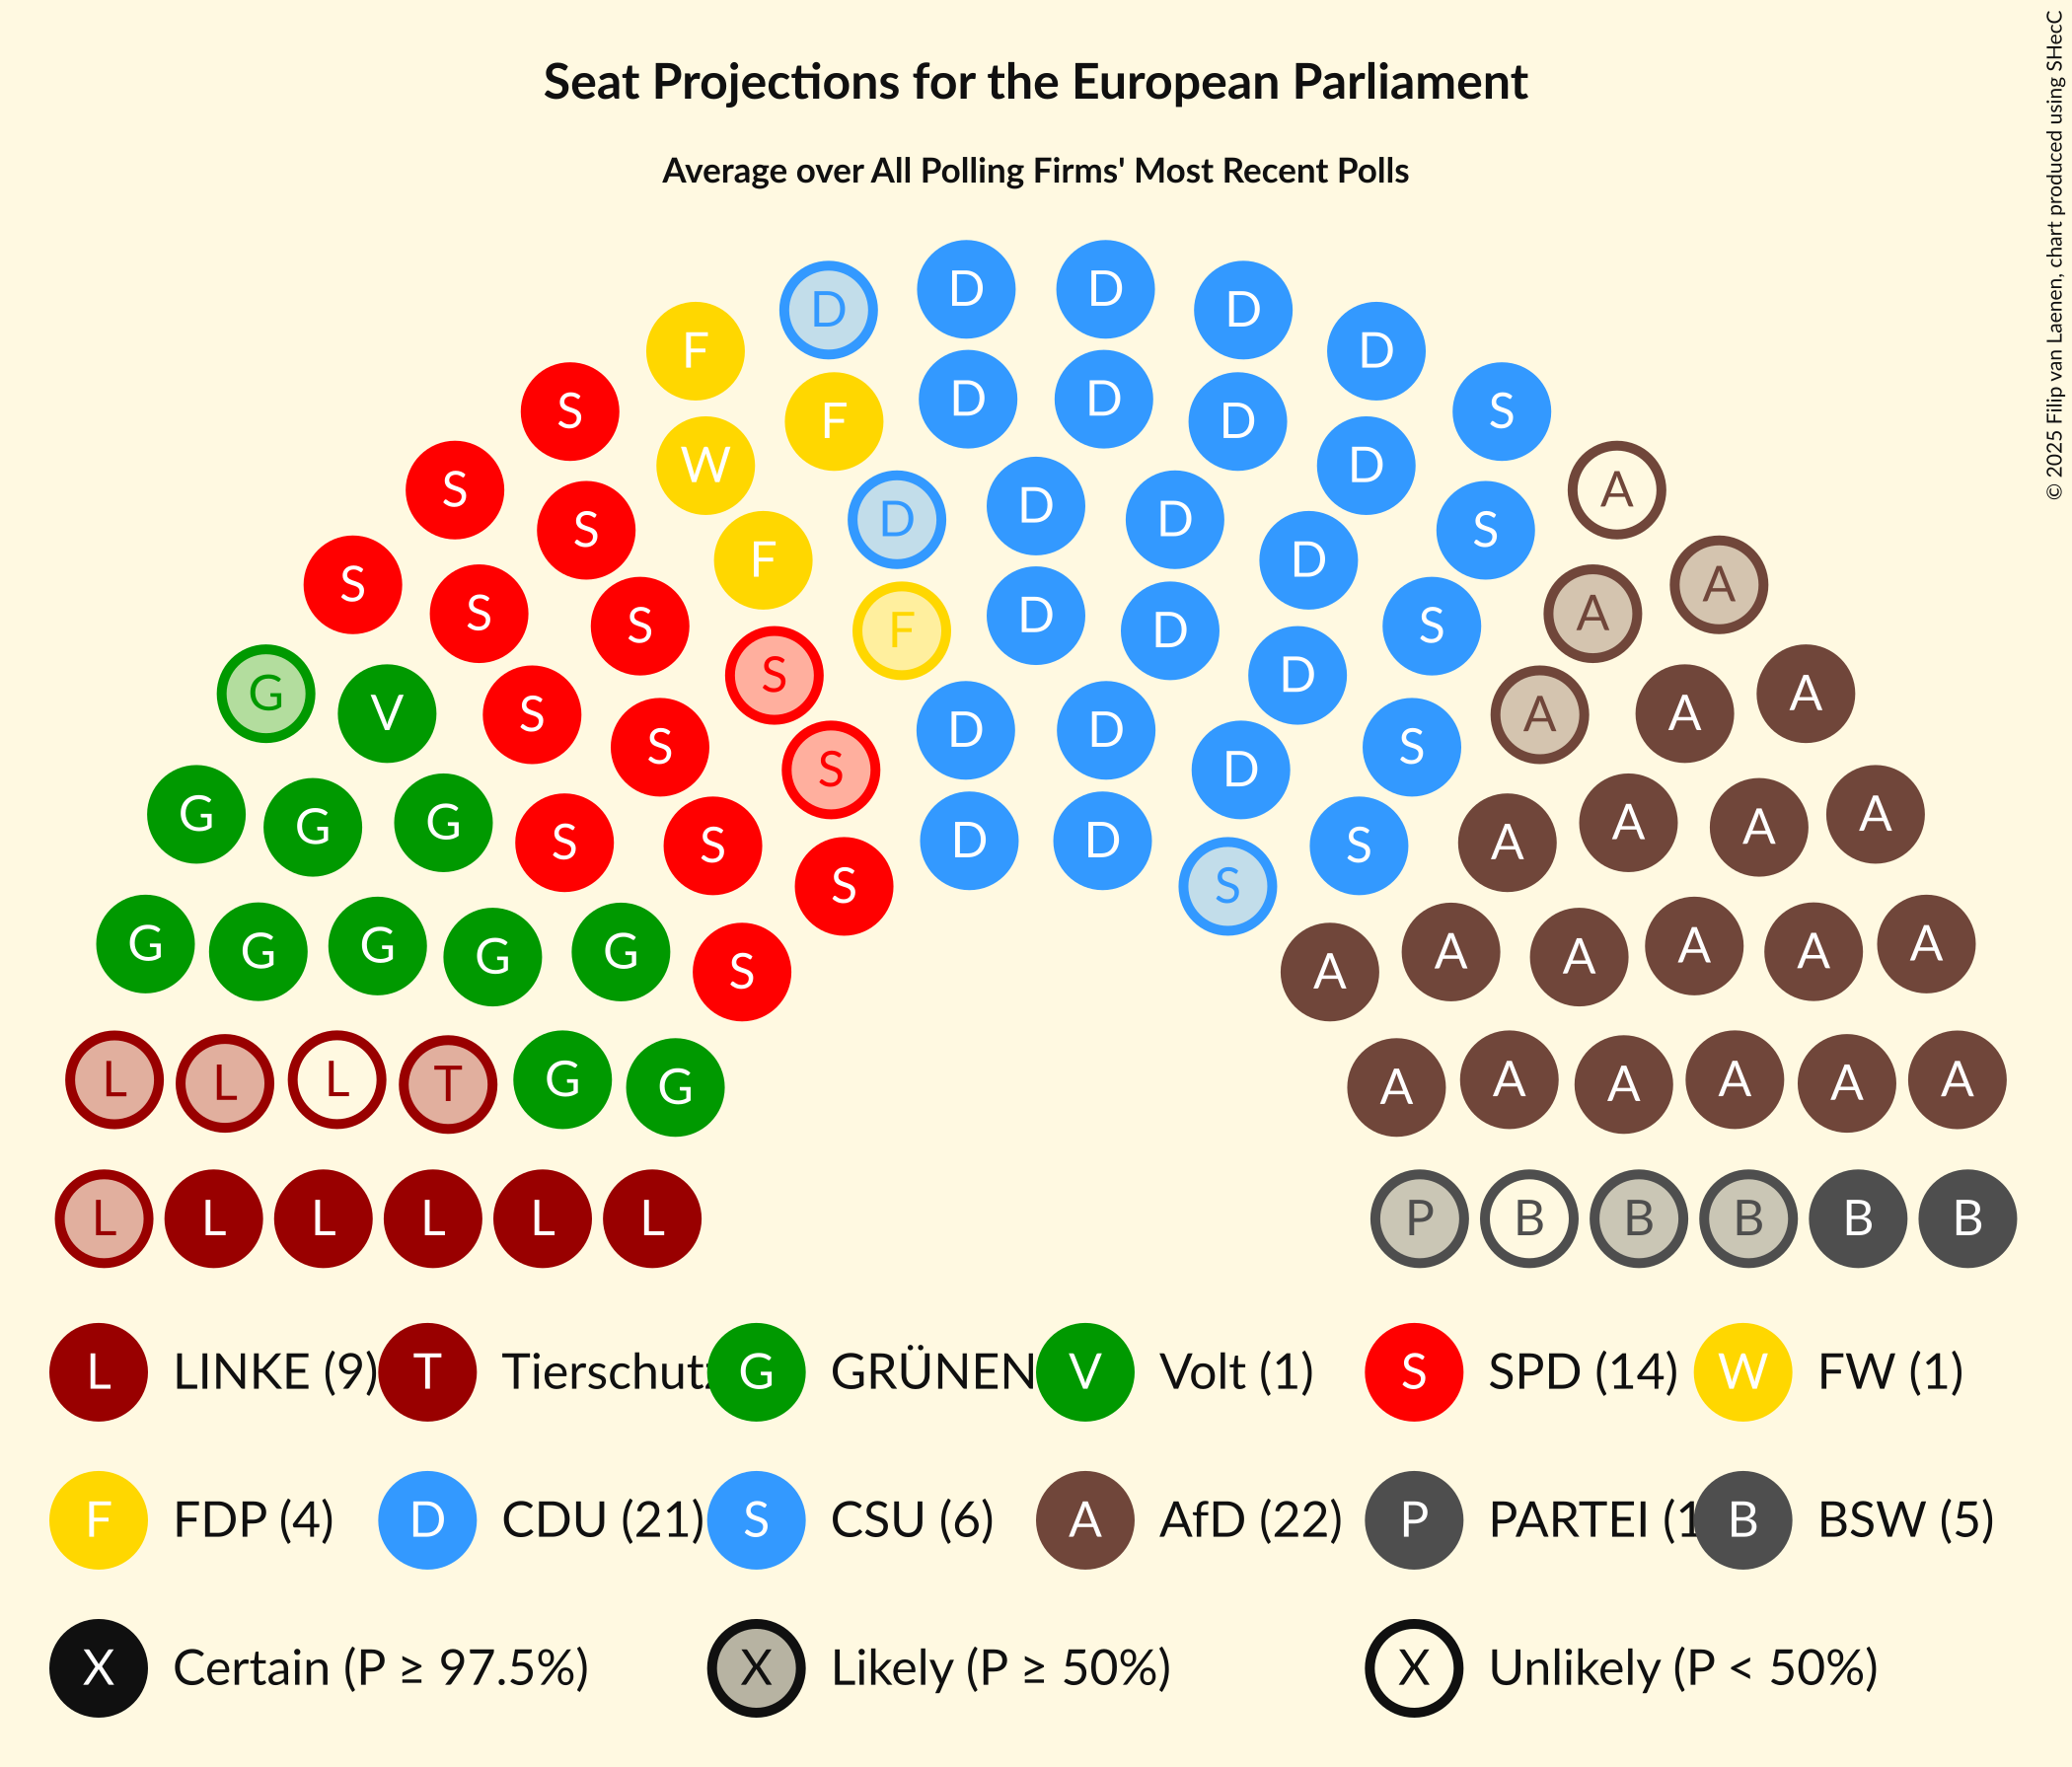 Seat Projections for the European Parliament
Average over All Polling Firms' Most Recent Polls
© 2025 Filip van Laenen, chart produced using SHecC
D D D D
F D
S F D D D D S
S S W D D D S A
S S S F D D D S S A A
G V S S S F D D D S A A A
G G G S S S D D D S A A A A
G G G G G S S D D S S A A A A A A
L L L T G G A A A A A A
L L L L L L P B B B B B
L LINKE (9) T Tierschutz G GRÜNEN V Volt (1) S SPD (14) W FW (1)
F FDP (4) D CDU (21) S CSU (6) A AfD (22) P PARTEI (1 B BSW (5)
X Certain (P ≥ 97.5%) X Likely (P ≥ 50%) X Unlikely (P < 50%)